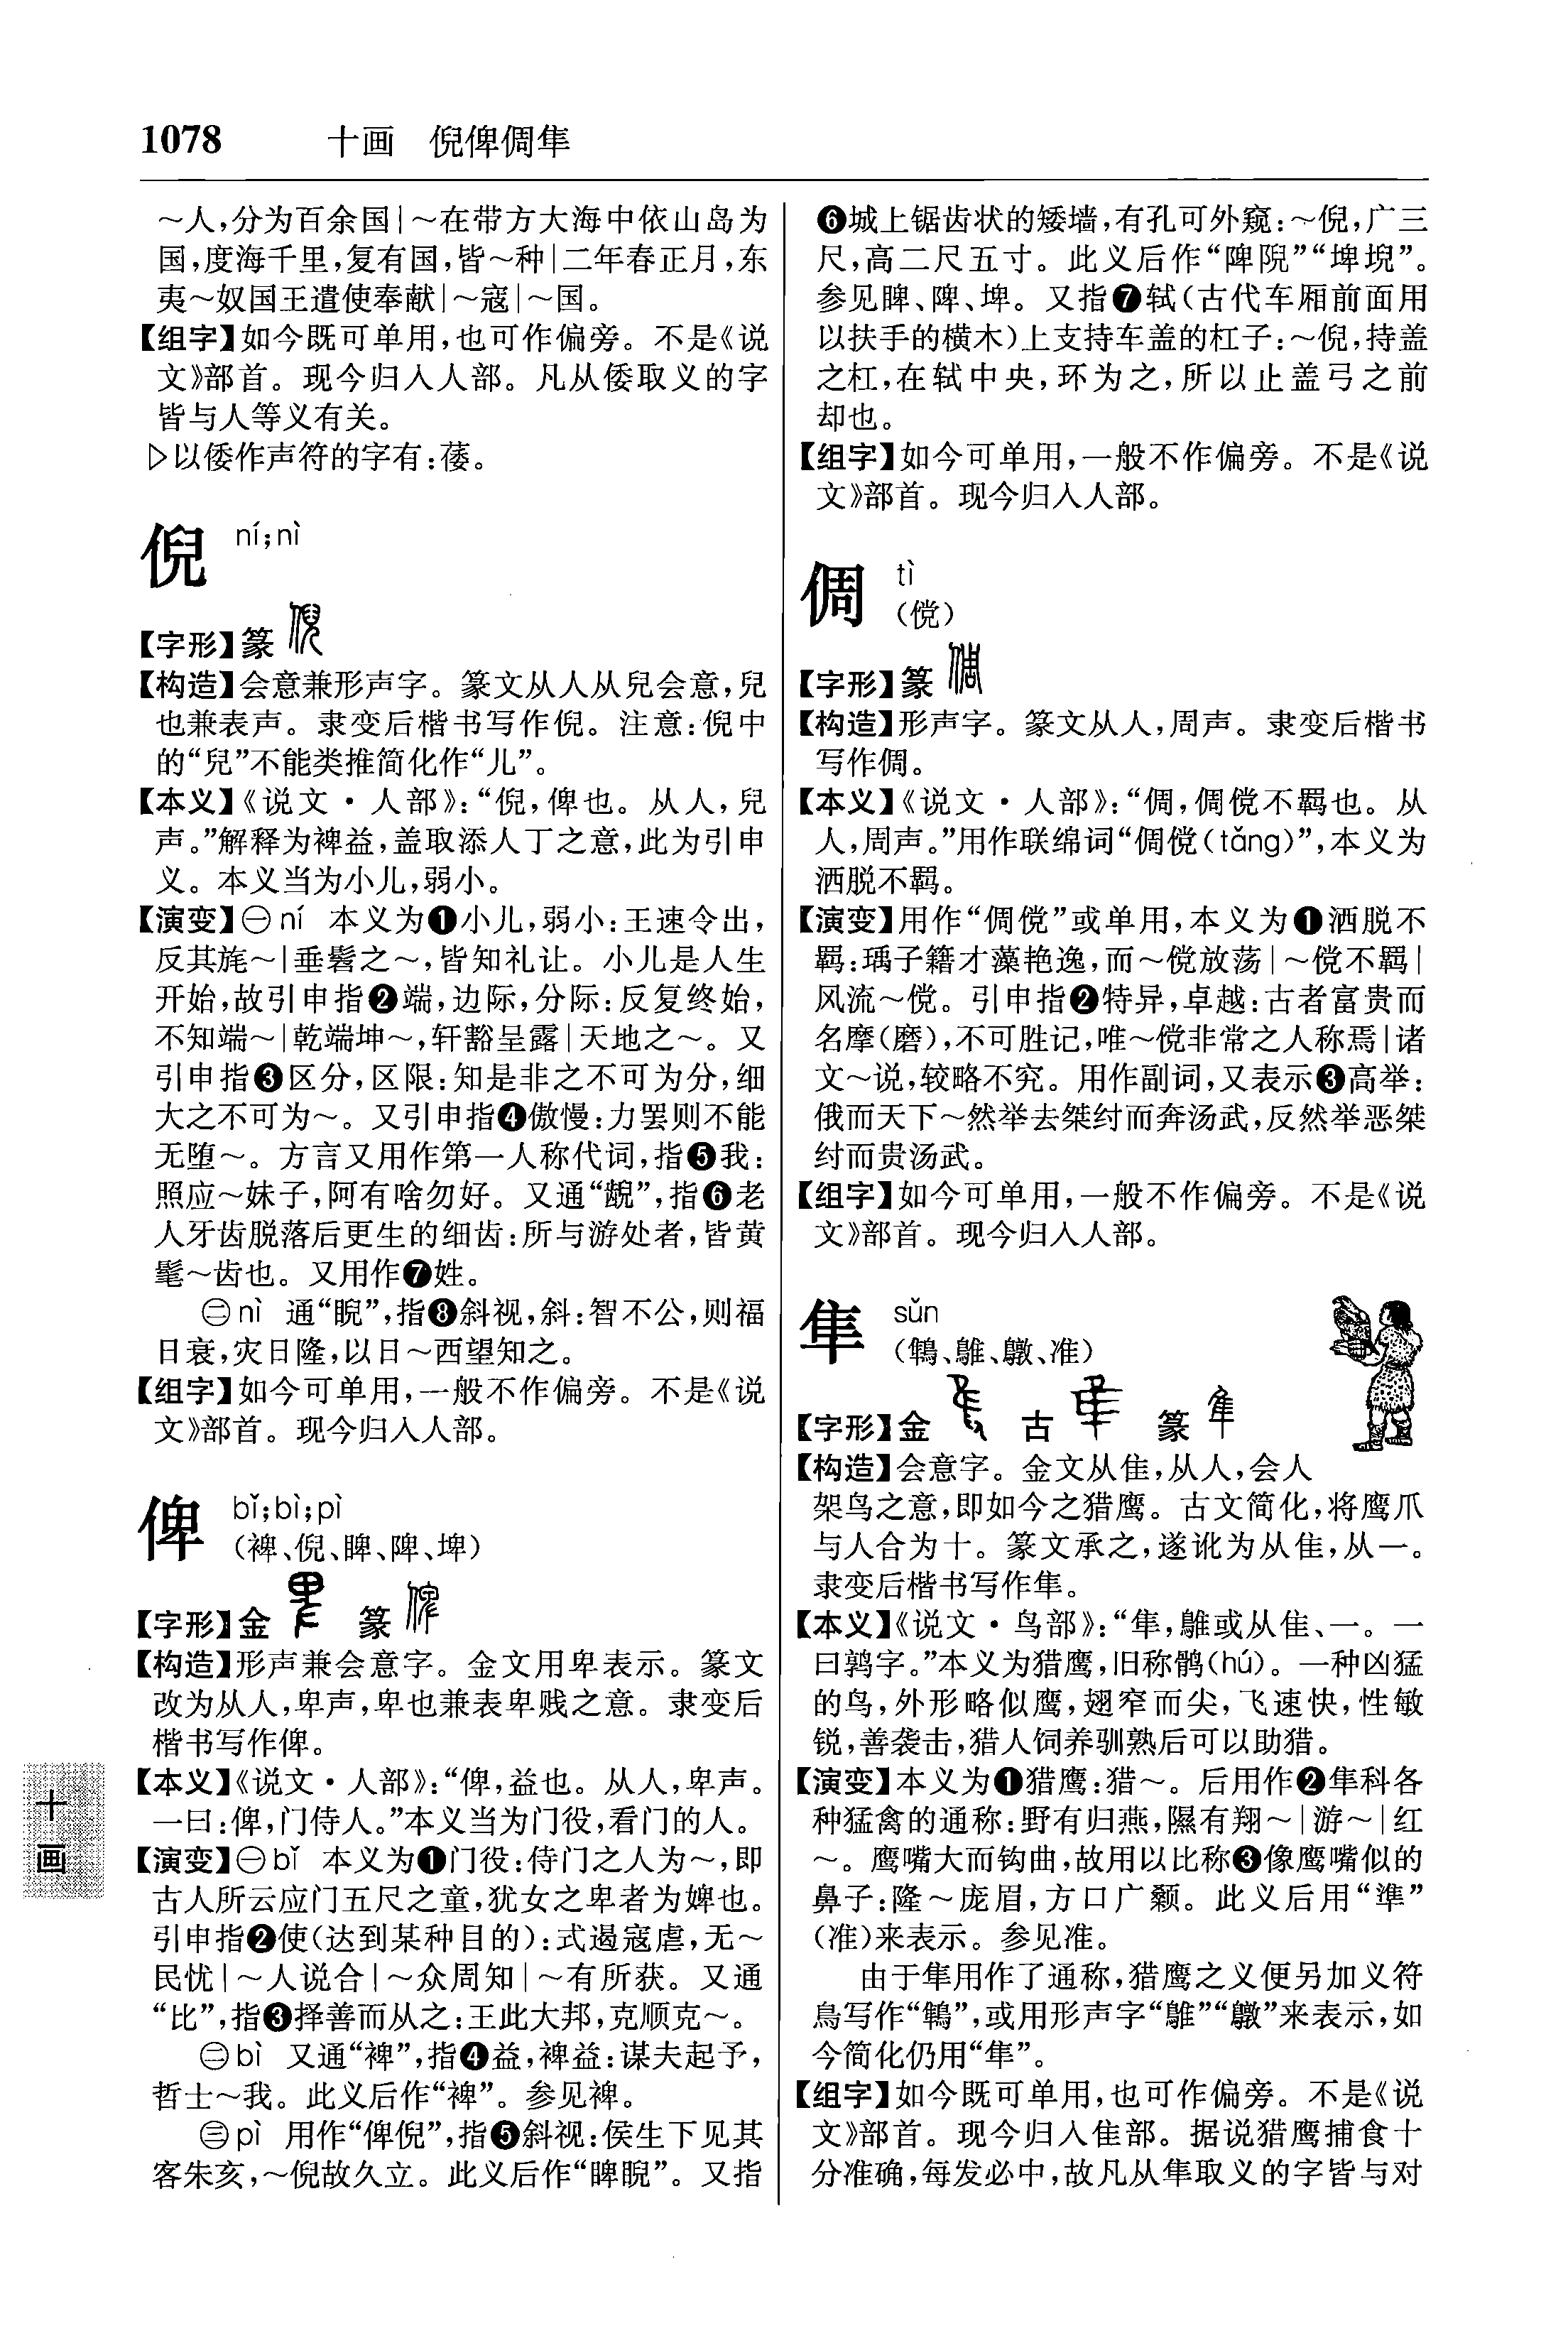 1078 十画 倪俾倜隼
～人,分为百余国|～在带方大海中依山岛为
国,度海千里,复有国,皆～种|二年春正月,东
夷～奴国王遣使奉献|～寇|～国。
【组字】如今既可单用,也可作偏旁。不是《说
文》部首。现今归入人部。凡从倭取义的字
皆与人等义有关。
▷以倭作声符的字有:䔟。
倪 ní;nì
【字形】篆
【构造】会意兼形声字。篆文从人从兒会意,兒
也兼表声。隶变后楷书写作倪。注意:倪中
的“兒”不能类推简化作“儿”。
【本义】《说文·人部》:“倪,俾也。从人,兒
声。”解释为裨益,盖取添人丁之意,此为引申
义。本义当为小儿,弱小。
【演变】㊀ní 本义为❶小儿,弱小:王速令出,
反其旄～|垂髫之～,皆知礼让。小儿是人生
开始,故引申指❷端,边际,分际:反复终始,
不知端～|乾端坤～,轩豁呈露|天地之～。又
引申指❸区分,区限:知是非之不可为分,细
大之不可为～。又引申指❹傲慢:力罢则不能
无堕～。方言又用作第一人称代词,指❺我:
照应～妹子,阿有啥勿好。又通“齯”,指❻老
人牙齿脱落后更生的细齿:所与游处者,皆黄
髦～齿也。又用作❼姓。
㊁nì 通“睨”,指❽斜视,斜:智不公,则福
日衰,灾日隆,以日～西望知之。
【组字】如今可单用,一般不作偏旁。不是《说
文》部首。现今归入人部。
俾 bǐ;bì;pì
(裨、倪、睥、陴、埤)
【字形】金 篆
【构造】形声兼会意字。金文用卑表示。篆文
改为从人,卑声,卑也兼表卑贱之意。隶变后
楷书写作俾。
【本义】《说文·人部》:“俾,益也。从人,卑声。
一曰:俾,门侍人。”本义当为门役,看门的人。
【演变】㊀bǐ 本义为❶门役:侍门之人为～,即
古人所云应门五尺之童,犹女之卑者为婢也。
引申指❷使(达到某种目的):式遏寇虐,无～
民忧|～人说合|～众周知|～有所获。又通
“比”,指❸择善而从之:王此大邦,克顺克～。
㊁bì 又通“裨”,指❹益,裨益:谋夫起予,
哲士～我。此义后作“裨”。参见裨。
㊂pì 用作“俾倪”,指❺斜视:侯生下见其
客朱亥,～倪故久立。此义后作“睥睨”。又指
❻城上锯齿状的矮墙,有孔可外窥:～倪,广三
尺,高二尺五寸。此义后作“陴陒”“埤堄”。
参见睥、陴、埤。又指❼轼(古代车厢前面用
以扶手的横木)上支持车盖的杠子:～倪,持盖
之杠,在轼中央,环为之,所以止盖弓之前
却也。
【组字】如今可单用,一般不作偏旁。不是《说
文》部首。现今归入人部。
倜 tì
(傥)
【字形】篆
【构造】形声字。篆文从人,周声。隶变后楷书
写作倜。
【本义】《说文·人部》:“倜,倜傥不羁也。从
人,周声。”用作联绵词“倜傥(tǎng)”,本义为
洒脱不羁。
【演变】用作“倜傥”或单用,本义为❶洒脱不
羁:瑀子籍才藻艳逸,而～傥放荡|～傥不羁|
风流～傥。引申指❷特异,卓越:古者富贵而
名摩(磨),不可胜记,唯～傥非常之人称焉|诸
文～说,较略不究。用作副词,又表示❸高举:
俄而天下～然举去桀纣而奔汤武,反然举恶桀
纣而贵汤武。
【组字】如今可单用,一般不作偏旁。不是《说
文》部首。现今归入人部。
隼 sǔn
(鵻、鵻、鷻、准)
【字形】金 古 篆
【构造】会意字。金文从隹,从人,会人
架鸟之意,即如今之猎鹰。古文简化,将鹰爪
与人合为十。篆文承之,遂讹为从隹,从一。
隶变后楷书写作隼。
【本义】《说文·鸟部》:“隼,鵻或从隹、一。一
曰鹑字。”本义为猎鹰,旧称鹘(hú)。一种凶猛
的鸟,外形略似鹰,翅窄而尖,飞速快,性敏
锐,善袭击,猎人饲养驯熟后可以助猎。
【演变】本义为❶猎鹰:猎～。后用作❷隼科各
种猛禽的通称:野有归燕,隰有翔～|游～|红
～。鹰嘴大而钩曲,故用以比称❸像鹰嘴似的
鼻子:隆～庞眉,方口广颡。此义后用“準”
(准)来表示。参见准。
由于隼用作了通称,猎鹰之义便另加义符
鳥写作“鵻”,或用形声字“鵻”“鷻”来表示,如
今简化仍用“隼”。
【组字】如今既可单用,也可作偏旁。不是《说
文》部首。现今归入隹部。据说猎鹰捕食十
分准确,每发必中,故凡从隼取义的字皆与对
十
画